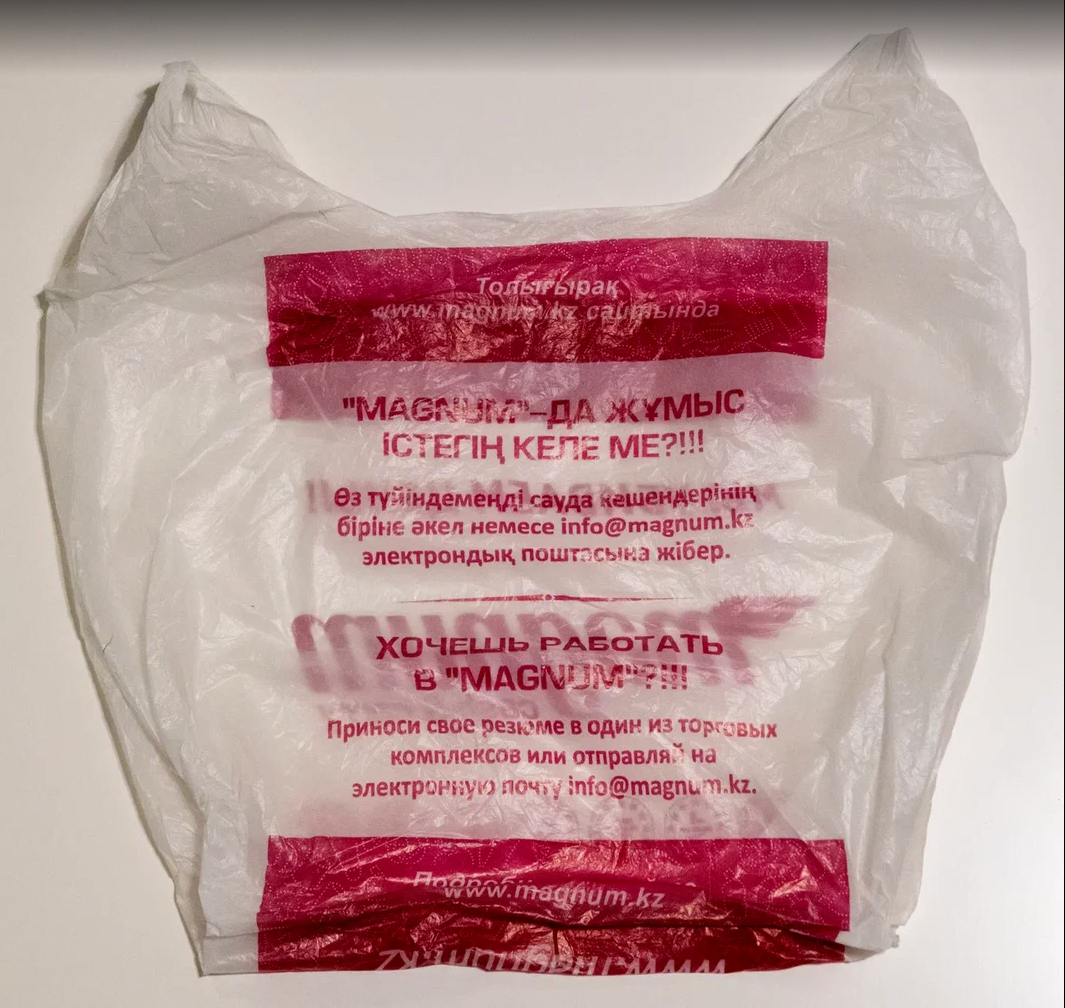 Толығырақ
www.magnum.kz сайтында
"MAGNUM"–ДА ЖҰМЫС
ІСТЕГІҢ КЕЛЕ МЕ?!!!
Өз түйіндемеңді сауда кешендерінің
біріне әкел немесе info@magnum.kz
электрондық поштасына жібер.
ХОЧЕШЬ РАБОТАТЬ
В "MAGNUM"?!!!
Приноси свое резюме в один из торговых
комплексов или отправляй на
электронную почту info@magnum.kz.
www.magnum.kz